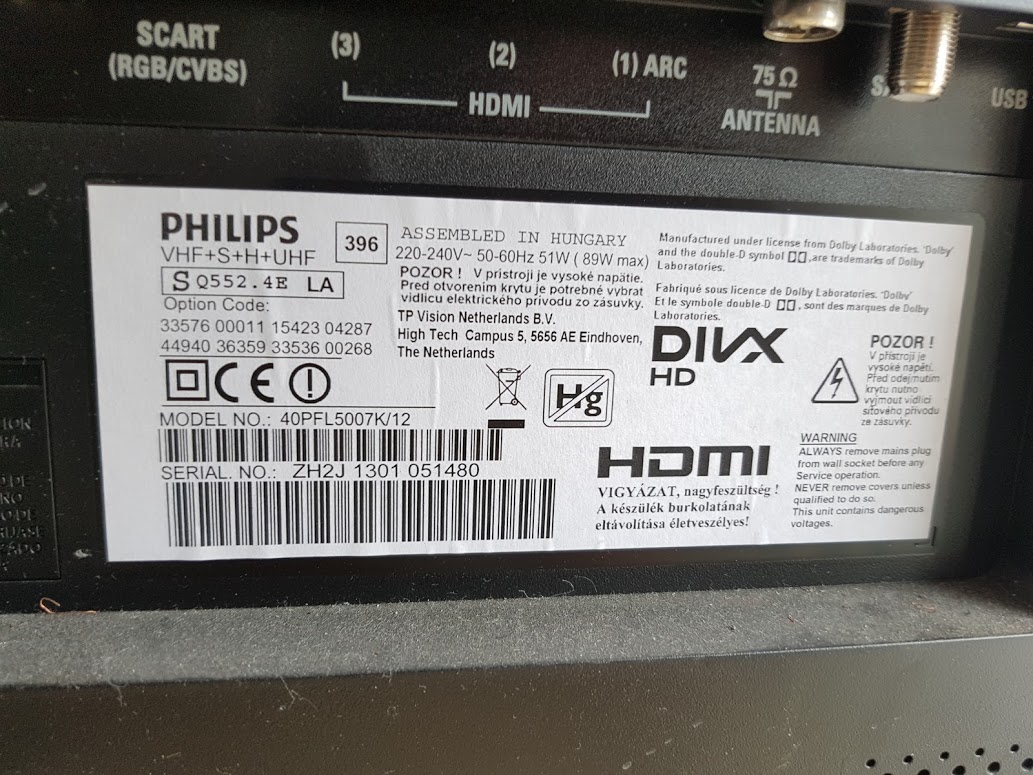 SCART
(RGB/CVBS)
(3)
(2)
(1) ARC
HDMI
75 Ω
ANTENNA
USB
PHILIPS
VHF+S+H+UHF
396
S Q552.4E LA
Option Code:
33576 00011 15423 04287
44940 36359 33536 00268
CE
MODEL NO.: 40PFL5007K/12
SERIAL. NO.: ZH2J 1301 051480
ASSEMBLED IN HUNGARY
220-240V~ 50-60Hz 51W ( 89W max)
POZOR ! V prístroji je vysoké napätie.
Pred otvorením krytu je potrebné vybrat
vidlicu elektrického prívodu zo zásuvky.
TP Vision Netherlands B.V.
High Tech Campus 5, 5656 AE Eindhoven,
The Netherlands
Hg
Manufactured under license from Dolby Laboratories. "Dolby"
and the double-D symbol ,are trademarks of Dolby
Laboratories.
Fabriqué sous licence de Dolby Laboratories. "Dolby"
Et le symbole double-D , sont des marques de Dolby
Laboratories.
DIVX
HD
HDMI
VIGYÁZAT, nagyfeszültség !
A készülék burkolatának
eltávolítása életveszélyes!
POZOR !
V přístroji je
vysoké napětí.
Před odejmutím
krytu nutno
vyjmout vidlici
síťového přívodu
ze zásuvky.
WARNING
ALWAYS remove mains plug
from wall socket before any
Service operation.
NEVER remove covers unless
qualified to do so.
This unit contains dangerous
voltages.